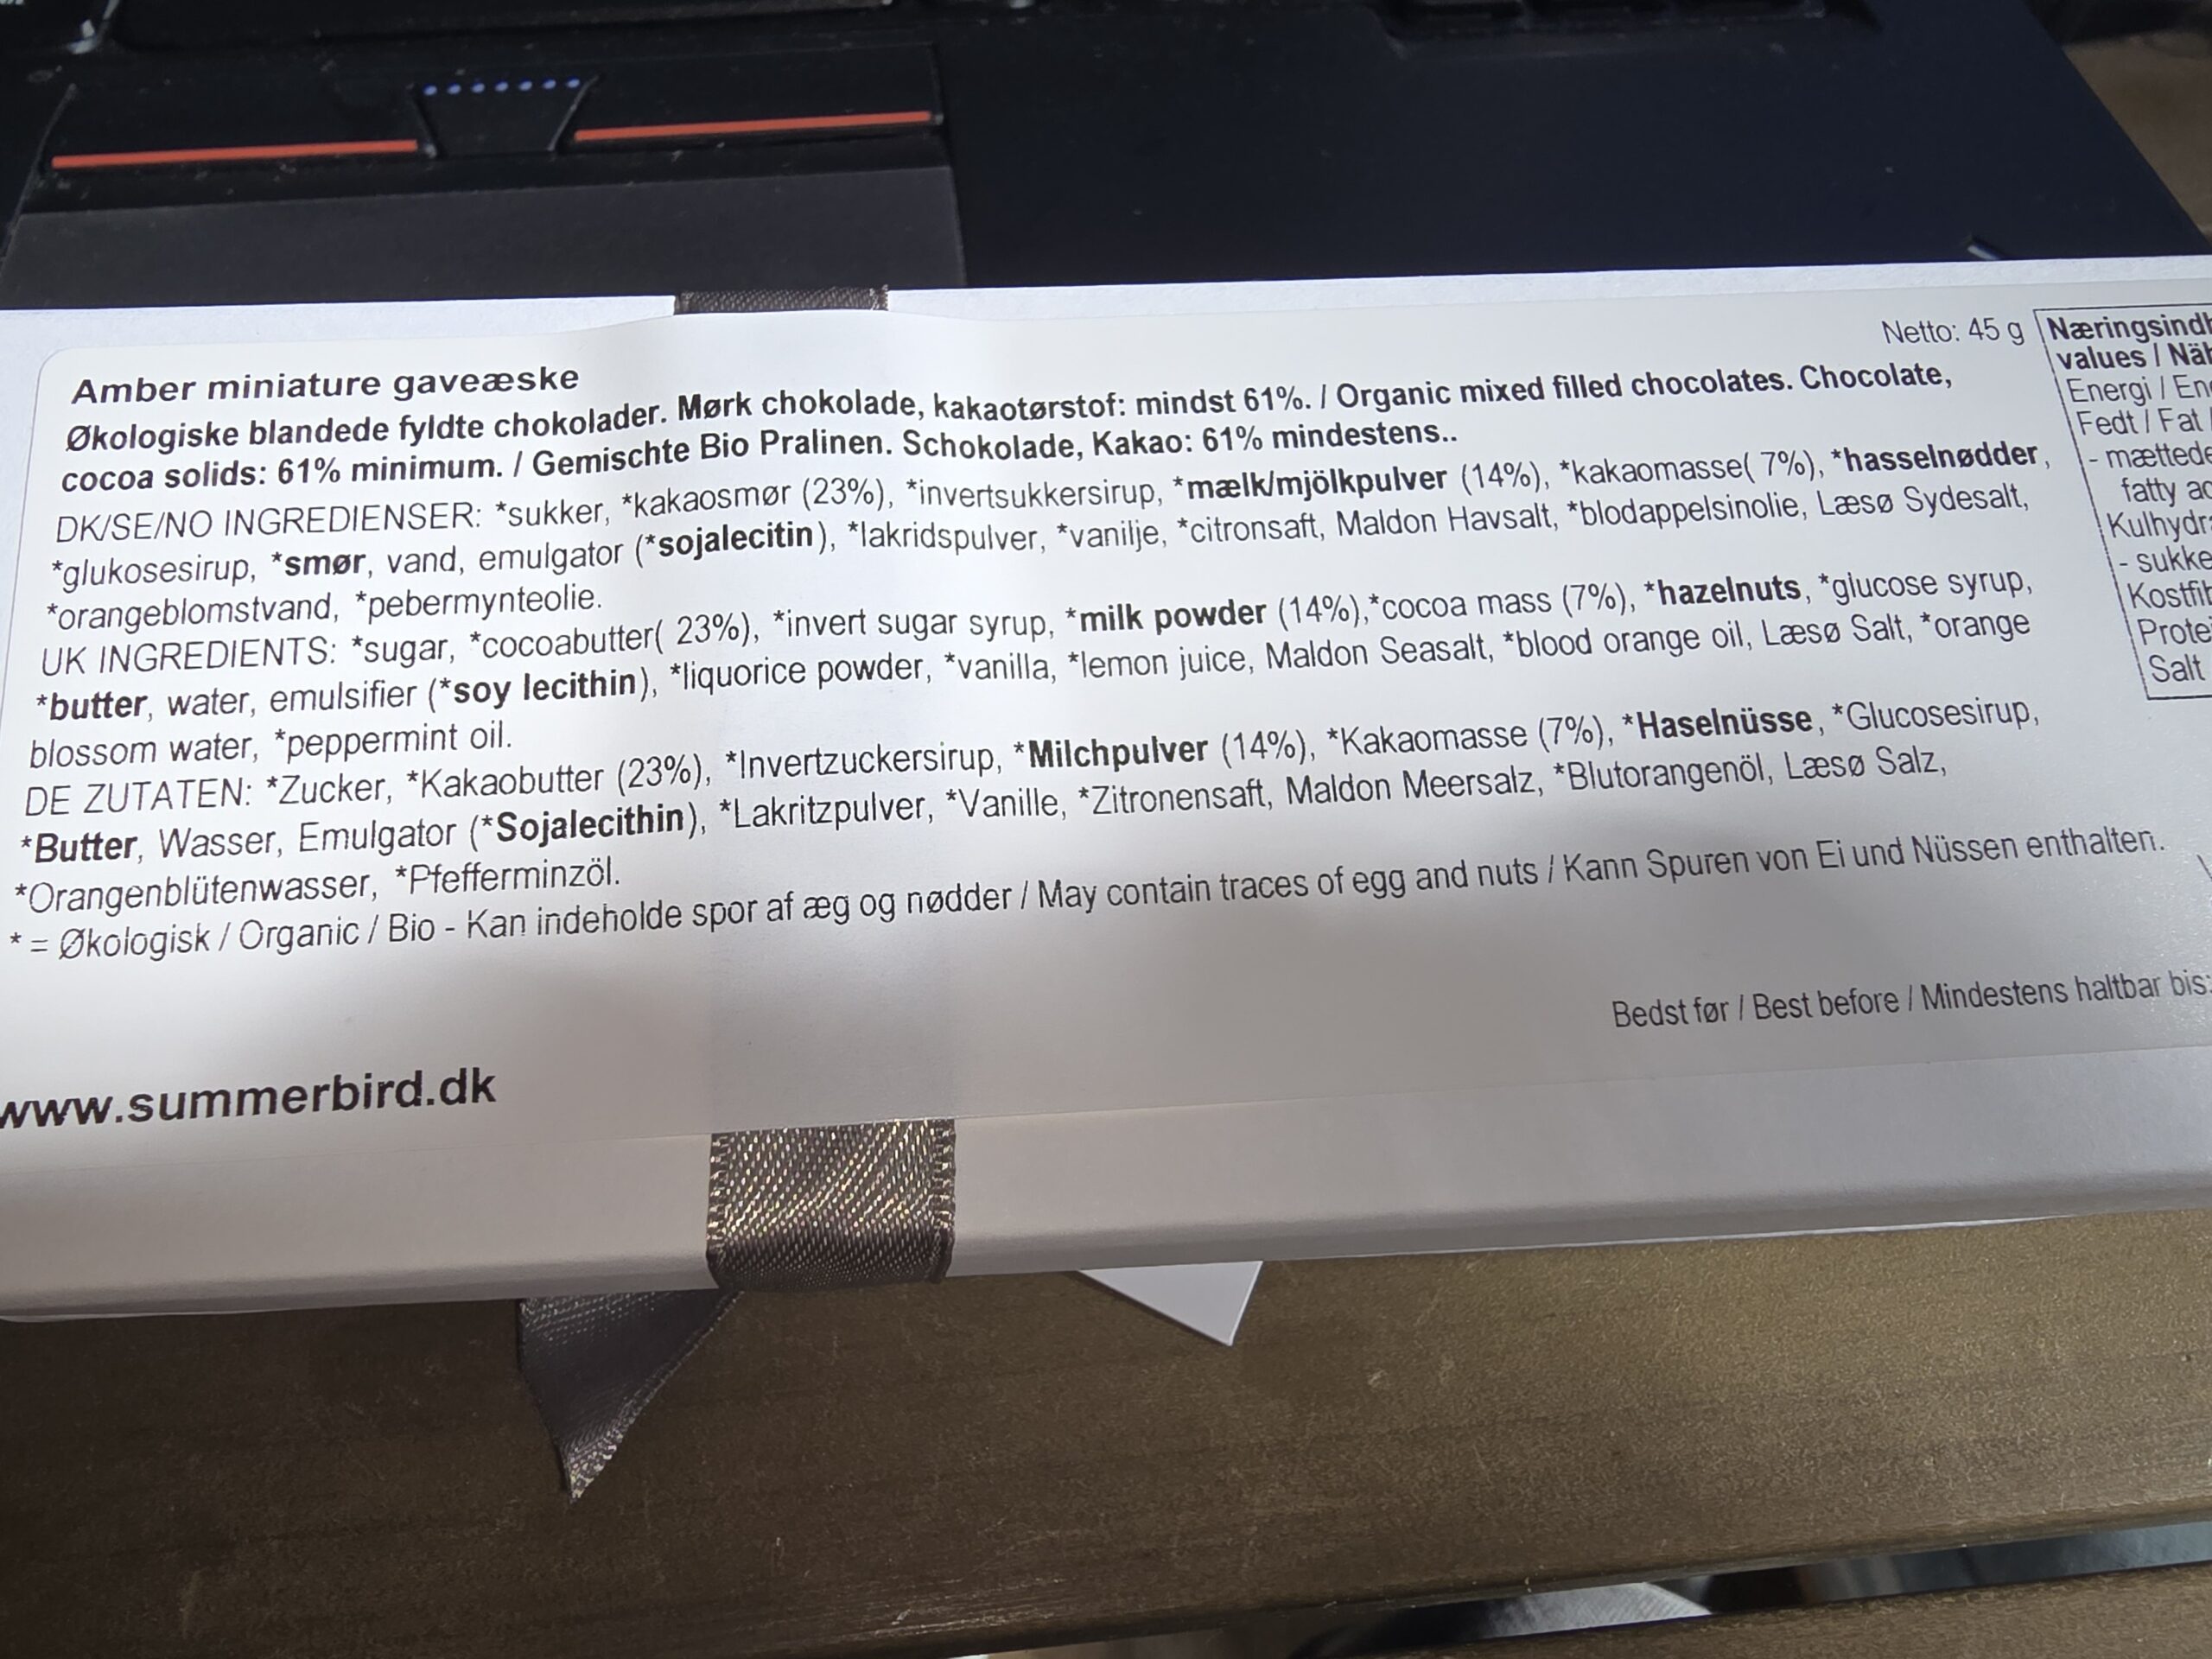 Netto: 45 g
Amber miniature gaveæske
Økologiske blandede fyldte chokolader. Mørk chokolade, kakaotørstof: mindst 61%. / Organic mixed filled chocolates. Chocolate,
cocoa solids: 61% minimum. / Gemischte Bio Pralinen. Schokolade, Kakao: 61% mindestens..
DK/SE/NO INGREDIENSER: *sukker, *kakaosmør (23%), *invertsukkersirup, *mælk/mjölkpulver (14%), *kakaomasse( 7%), *hasselnødder,
*glukosesirup, *smør, vand, emulgator (*sojalecitin), *lakridspulver, *vanilje, *citronsaft, Maldon Havsalt, *blodappelsinolie, Læsø Sydesalt,
*orangeblomstvand, *pebermynteolie.
UK INGREDIENTS: *sugar, *cocoabutter( 23%), *invert sugar syrup, *milk powder (14%),*cocoa mass (7%), *hazelnuts, *glucose syrup,
*butter, water, emulsifier (*soy lecithin), *liquorice powder, *vanilla, *lemon juice, Maldon Seasalt, *blood orange oil, Læsø Salt, *orange
blossom water, *peppermint oil.
DE ZUTATEN: *Zucker, *Kakaobutter (23%), *Invertzuckersirup, *Milchpulver (14%), *Kakaomasse (7%), *Haselnüsse, *Glucosesirup,
*Butter, Wasser, Emulgator (*Sojalecithin), *Lakritzpulver, *Vanille, *Zitronensaft, Maldon Meersalz, *Blutorangenöl, Læsø Salz,
*Orangenblütenwasser, *Pfefferminzöl.
* = Økologisk / Organic / Bio - Kan indeholde spor af æg og nødder / May contain traces of egg and nuts / Kann Spuren von Ei und Nüssen enthalten.
Bedst før / Best before / Mindestens haltbar bis:
www.summerbird.dk
values /
Energi /
Fedt / Fat
- mættede
fatty
Salt